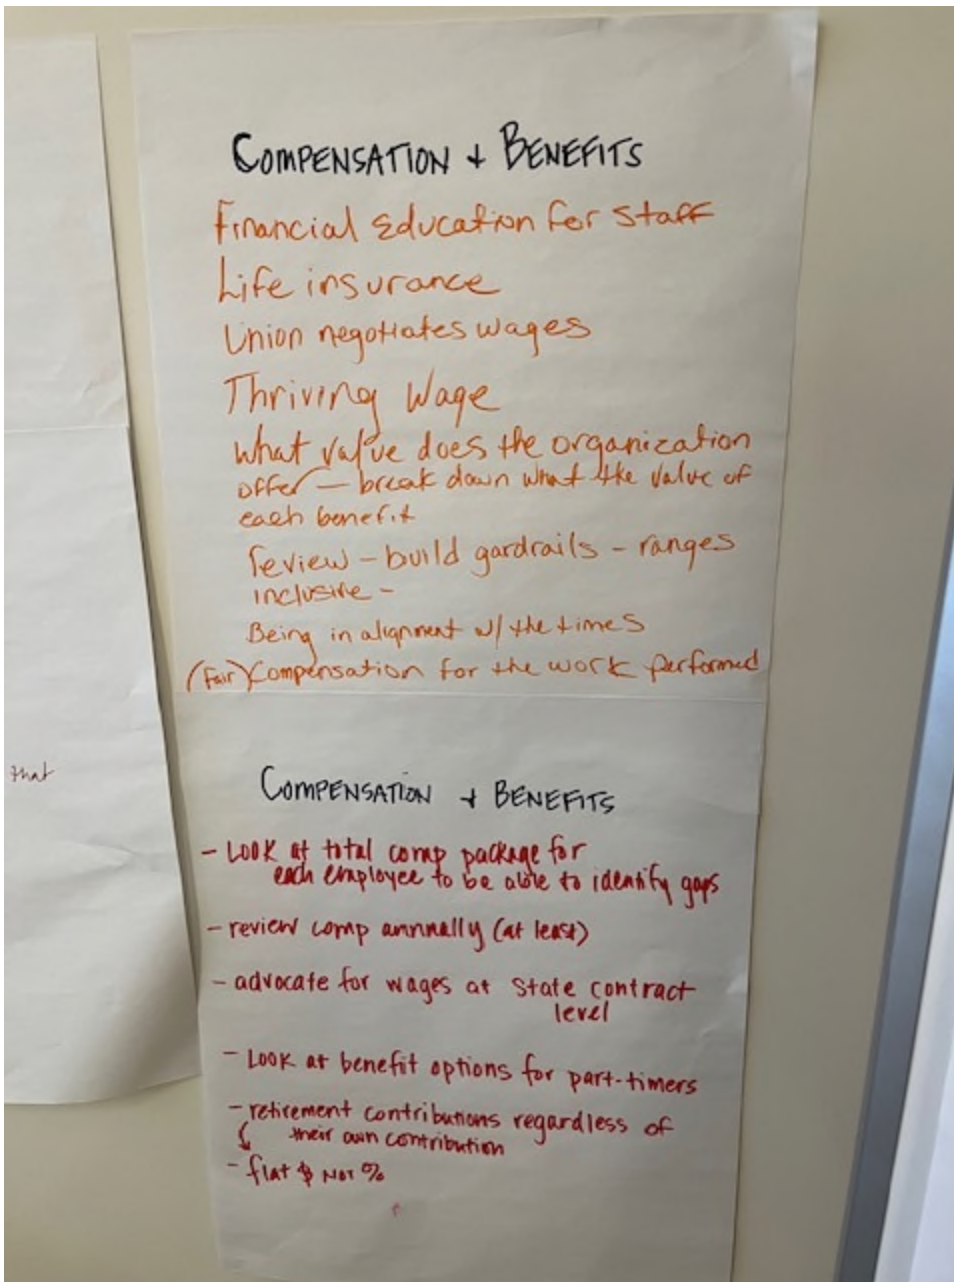 COMPENSATION + BENEFITS
Financial Education for Staff
Life insurance
Union negotiates wages
Thriving Wage
what value does the organization
offer — break down what the value of
each benefit
review – build gardrails – ranges
inclusive –
Being in alignment w/ the times
(Fair) Compensation for the work performed
that
COMPENSATION + BENEFITS
- LOOK at total comp package for
each employee to be able to identify gaps
- review comp annually (at least)
- advocate for wages at State contract
level
- LOOK at benefit options for part-timers
- retirement contributions regardless of
their own contribution
- flat $ NOT %